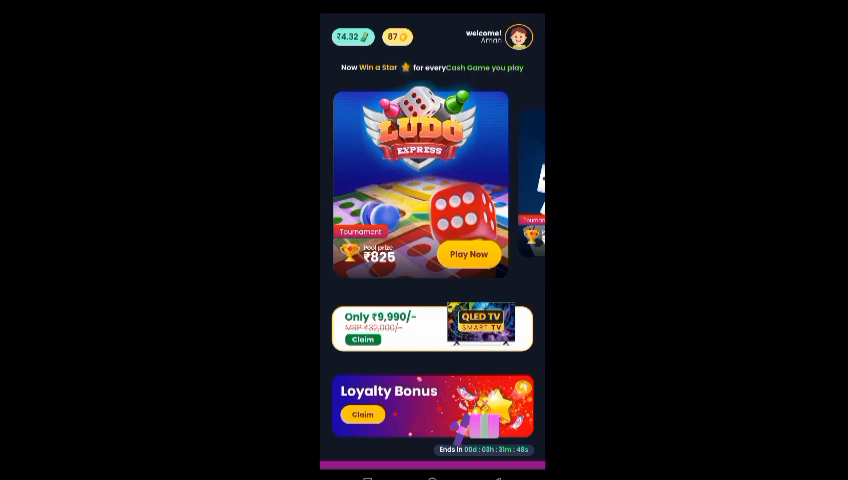 ₹4.32
87
Welcome!
Aman
Now Win a Star for every Cash Game you play
LUDO
EXPRESS
Tournament
Pool prize
₹825
Play Now
Only ₹9,990/-
MRP ₹32,000/-
Claim
QLED TV
SMART TV
Loyalty Bonus
Claim
Ends in 00d : 03h : 31m : 48s